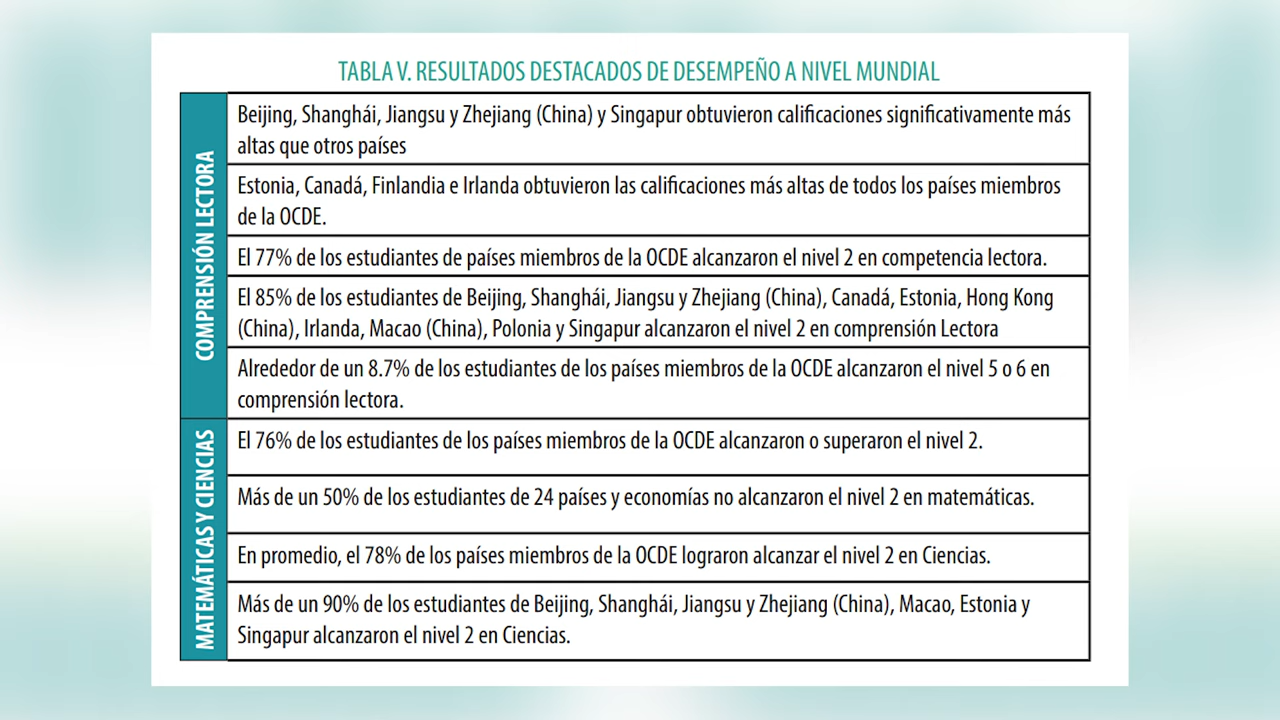 TABLA V. RESULTADOS DESTACADOS DE DESEMPEÑO A NIVEL MUNDIAL
COMPRENSIÓN LECTORA
Beijing, Shanghái, Jiangsu y Zhejiang (China) y Singapur obtuvieron calificaciones significativamente más
altas que otros países
Estonia, Canadá, Finlandia e Irlanda obtuvieron las calificaciones más altas de todos los países miembros
de la OCDE.
El 77% de los estudiantes de países miembros de la OCDE alcanzaron el nivel 2 en competencia lectora.
El 85% de los estudiantes de Beijing, Shanghái, Jiangsu y Zhejiang (China), Canadá, Estonia, Hong Kong
(China), Irlanda, Macao (China), Polonia y Singapur alcanzaron el nivel 2 en comprensión Lectora
Alrededor de un 8.7% de los estudiantes de los países miembros de la OCDE alcanzaron el nivel 5 o 6 en
comprensión lectora.
MATEMÁTICAS Y CIENCIAS
El 76% de los estudiantes de los países miembros de la OCDE alcanzaron o superaron el nivel 2.
Más de un 50% de los estudiantes de 24 países y economías no alcanzaron el nivel 2 en matemáticas.
En promedio, el 78% de los países miembros de la OCDE lograron alcanzar el nivel 2 en Ciencias.
Más de un 90% de los estudiantes de Beijing, Shanghái, Jiangsu y Zhejiang (China), Macao, Estonia y
Singapur alcanzaron el nivel 2 en Ciencias.